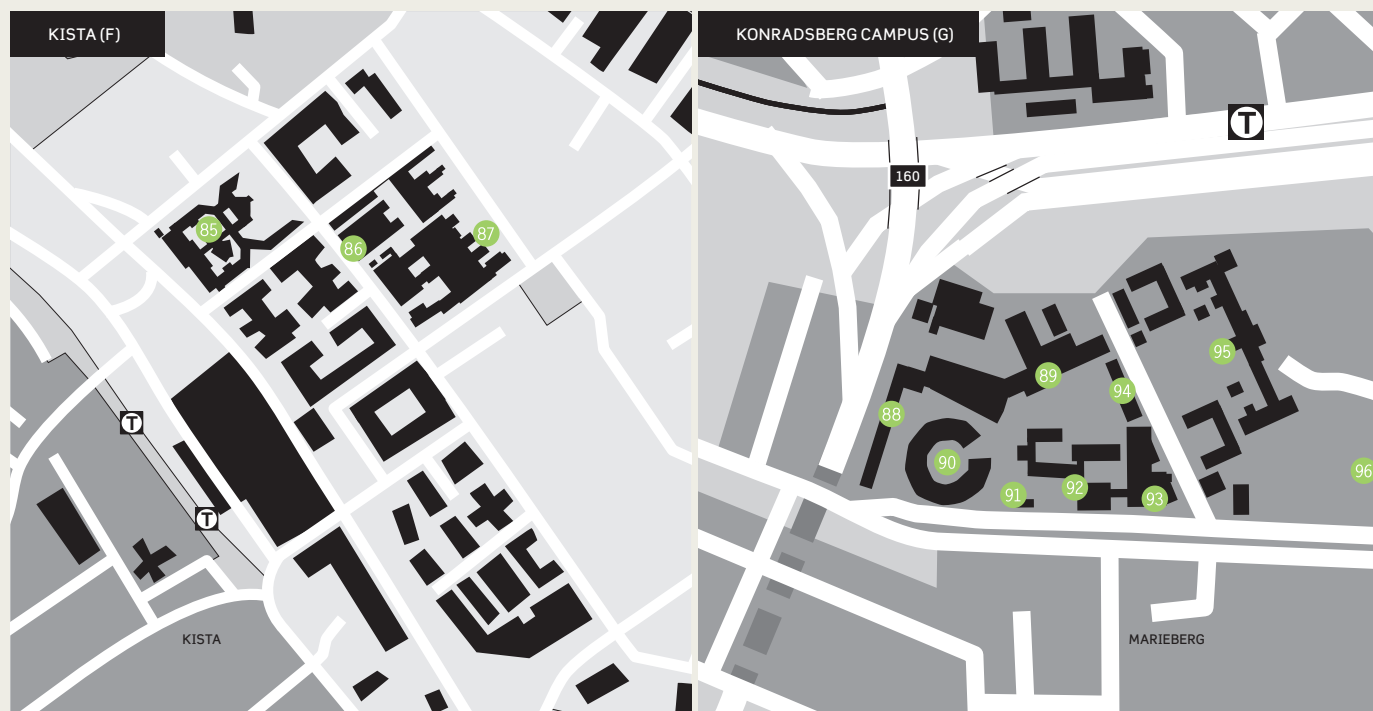 KISTA (F)
85
86
87
T
T
KISTA
KONRADSBERG CAMPUS (G)
T
160
95
89
94
88
90
96
92
91
93
MARIEBERG